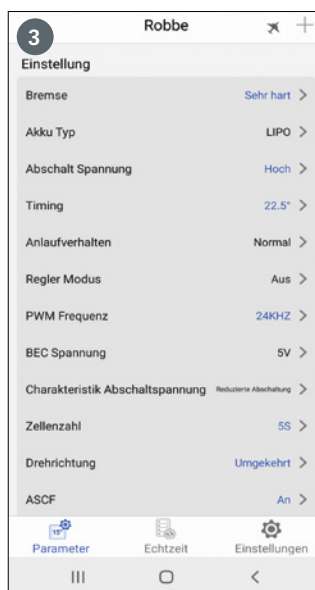 3
Robbe
Einstellung
Bremse Sehr hart
Akku Typ LIPO
Abschalt Spannung Hoch
Timing 22.5°
Anlaufverhalten Normal
Regler Modus Aus
PWM Frequenz 24KHZ
BEC Spannung 5V
Charakteristik Abschaltspannung Reduzierte Abschaltung
Zellenzahl 5S
Drehrichtung Umgekehrt
ASCF An
15°
Parameter Echtzeit Einstellungen